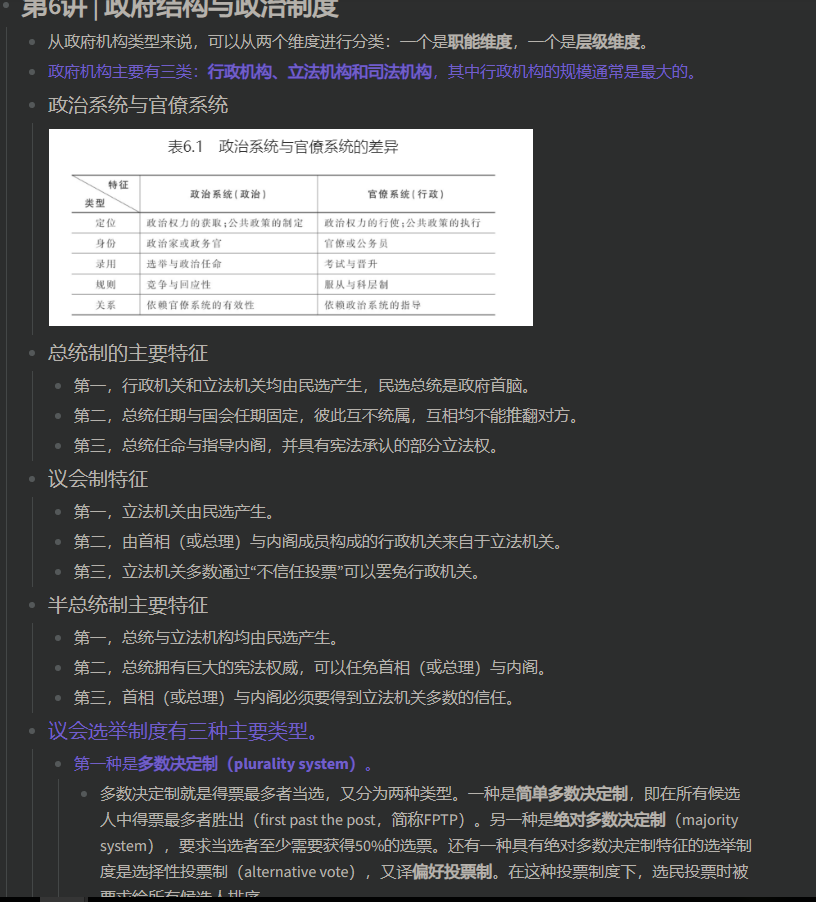 第6讲 | 政府结构与政治制度
从政府机构类型来说，可以从两个维度进行分类：一个是职能维度，一个是层级维度。
政府机构主要有三类：行政机构、立法机构和司法机构，其中行政机构的规模通常是最大的。
政治系统与官僚系统
表6.1 政治系统与官僚系统的差异
特征
类型
政治系统(政治) 官僚系统(行政)
定位 政治权力的获取;公共政策的制定 政治权力的行使;公共政策的执行
身份 政治家或政务官 官僚或公务员
录用 选举与政治任命 考试与晋升
规则 竞争与回应性 服从与科层制
关系 依赖官僚系统的有效性 依赖政治系统的指导
总统制的主要特征
第一，行政机关和立法机关均由民选产生，民选总统是政府首脑。
第二，总统任期与国会任期固定，彼此互不统属，互相均不能推翻对方。
第三，总统任命与指导内阁，并具有宪法承认的部分立法权。
议会制特征
第一，立法机关由民选产生。
第二，由首相（或总理）与内阁成员构成的行政机关来自于立法机关。
第三，立法机关多数通过“不信任投票”可以罢免行政机关。
半总统制主要特征
第一，总统与立法机构均由民选产生。
第二，总统拥有巨大的宪法权威，可以任免首相（或总理）与内阁。
第三，首相（或总理）与内阁必须要得到立法机关多数的信任。
议会选举制度有三种主要类型。
第一种是多数决定制（plurality system）。
多数决定制就是得票最多者当选，又分为两种类型。一种是简单多数决定制，即在所有候选
人中得票最多者胜出（first past the post，简称FPTP）。另一种是绝对多数决定制（majority
system），要求当选者至少需要获得50%的选票。还有一种具有绝对多数决定制特征的选举制
度是选择性投票制（alternative vote），又译偏好投票制。在这种投票制度下，选民投票时被
要求给所有候选人排序